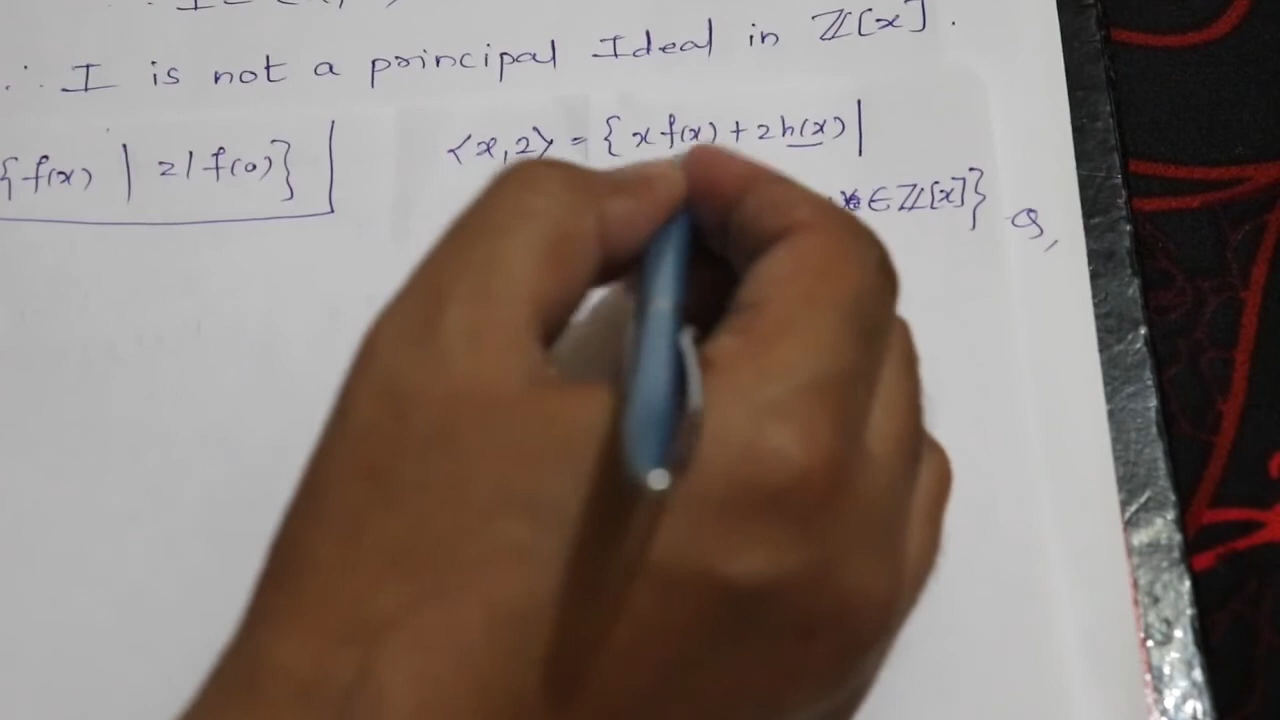 ∴ I is not a principal Ideal in ℤ[x].
{f(x) | 2|f(0)}
<x,2> = {x f(x) + 2h(x) |
∈ ℤ[x]}